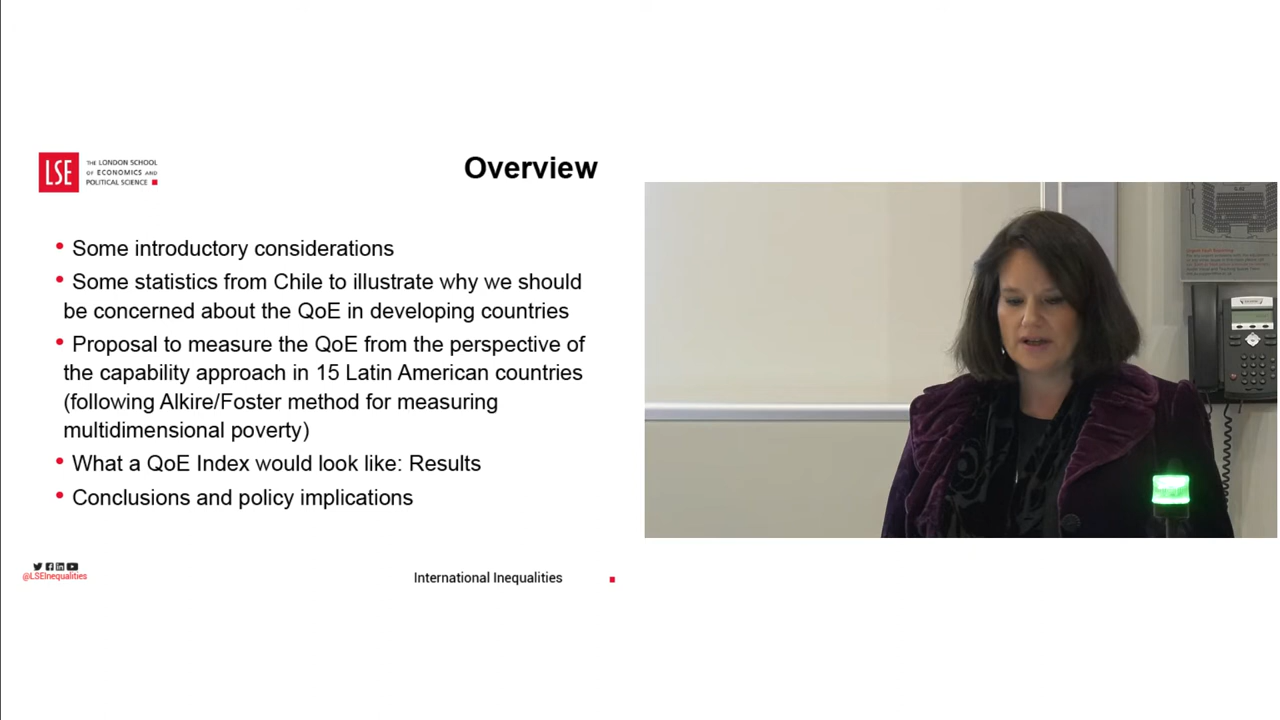 LSE
THE LONDON SCHOOL
OF ECONOMICS AND
POLITICAL SCIENCE
Overview
• Some introductory considerations
• Some statistics from Chile to illustrate why we should
be concerned about the QoE in developing countries
• Proposal to measure the QoE from the perspective of
the capability approach in 15 Latin American countries
(following Alkire/Foster method for measuring
multidimensional poverty)
• What a QoE Index would look like: Results
• Conclusions and policy implications
@LSEInequalities
International Inequalities